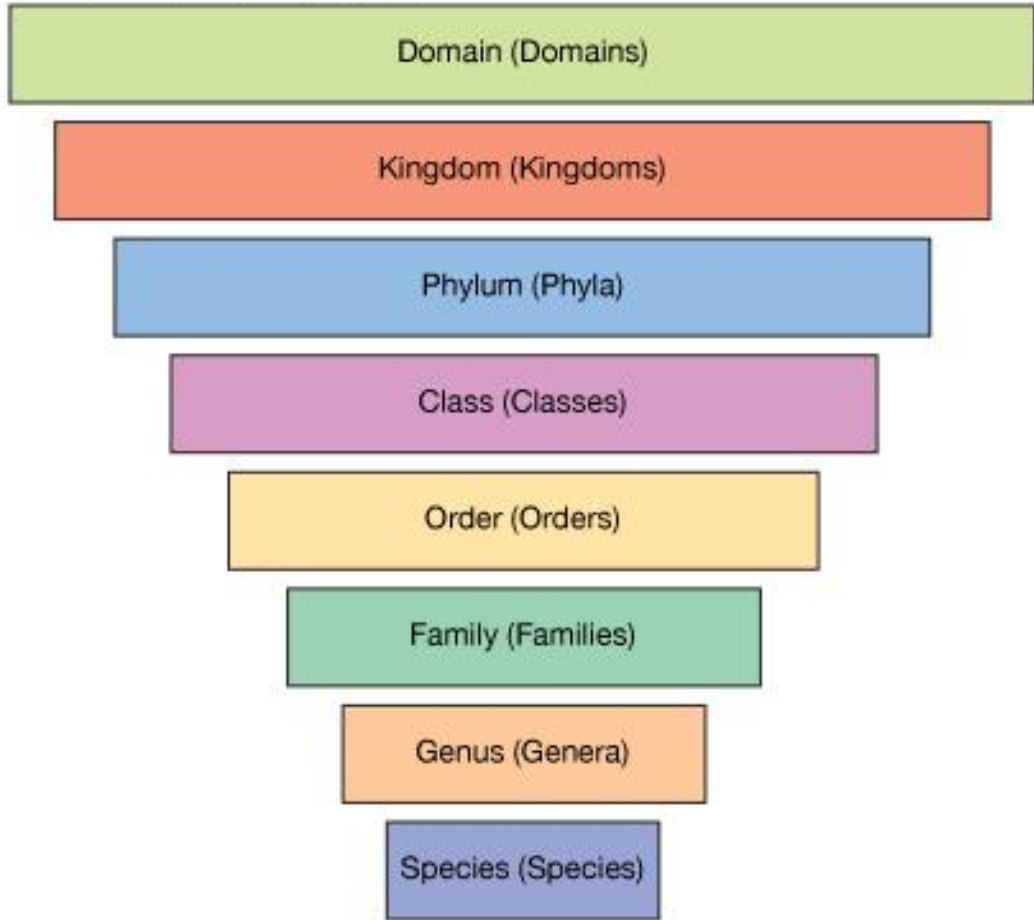 Domain (Domains)
Kingdom (Kingdoms)
Phylum (Phyla)
Class (Classes)
Order (Orders)
Family (Families)
Genus (Genera)
Species (Species)